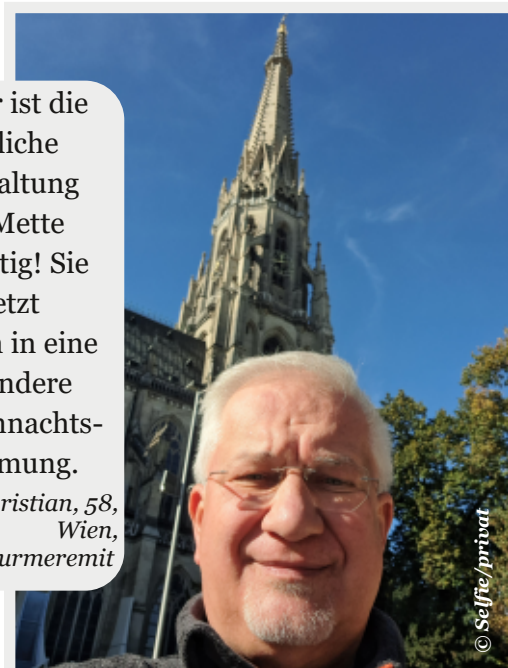 ist die
liche
altung
Mette
tig! Sie
etzt
in eine
ndere
nnachts-
mung.
ristian, 58,
Wien,
urmeremit
© Selfie/privat